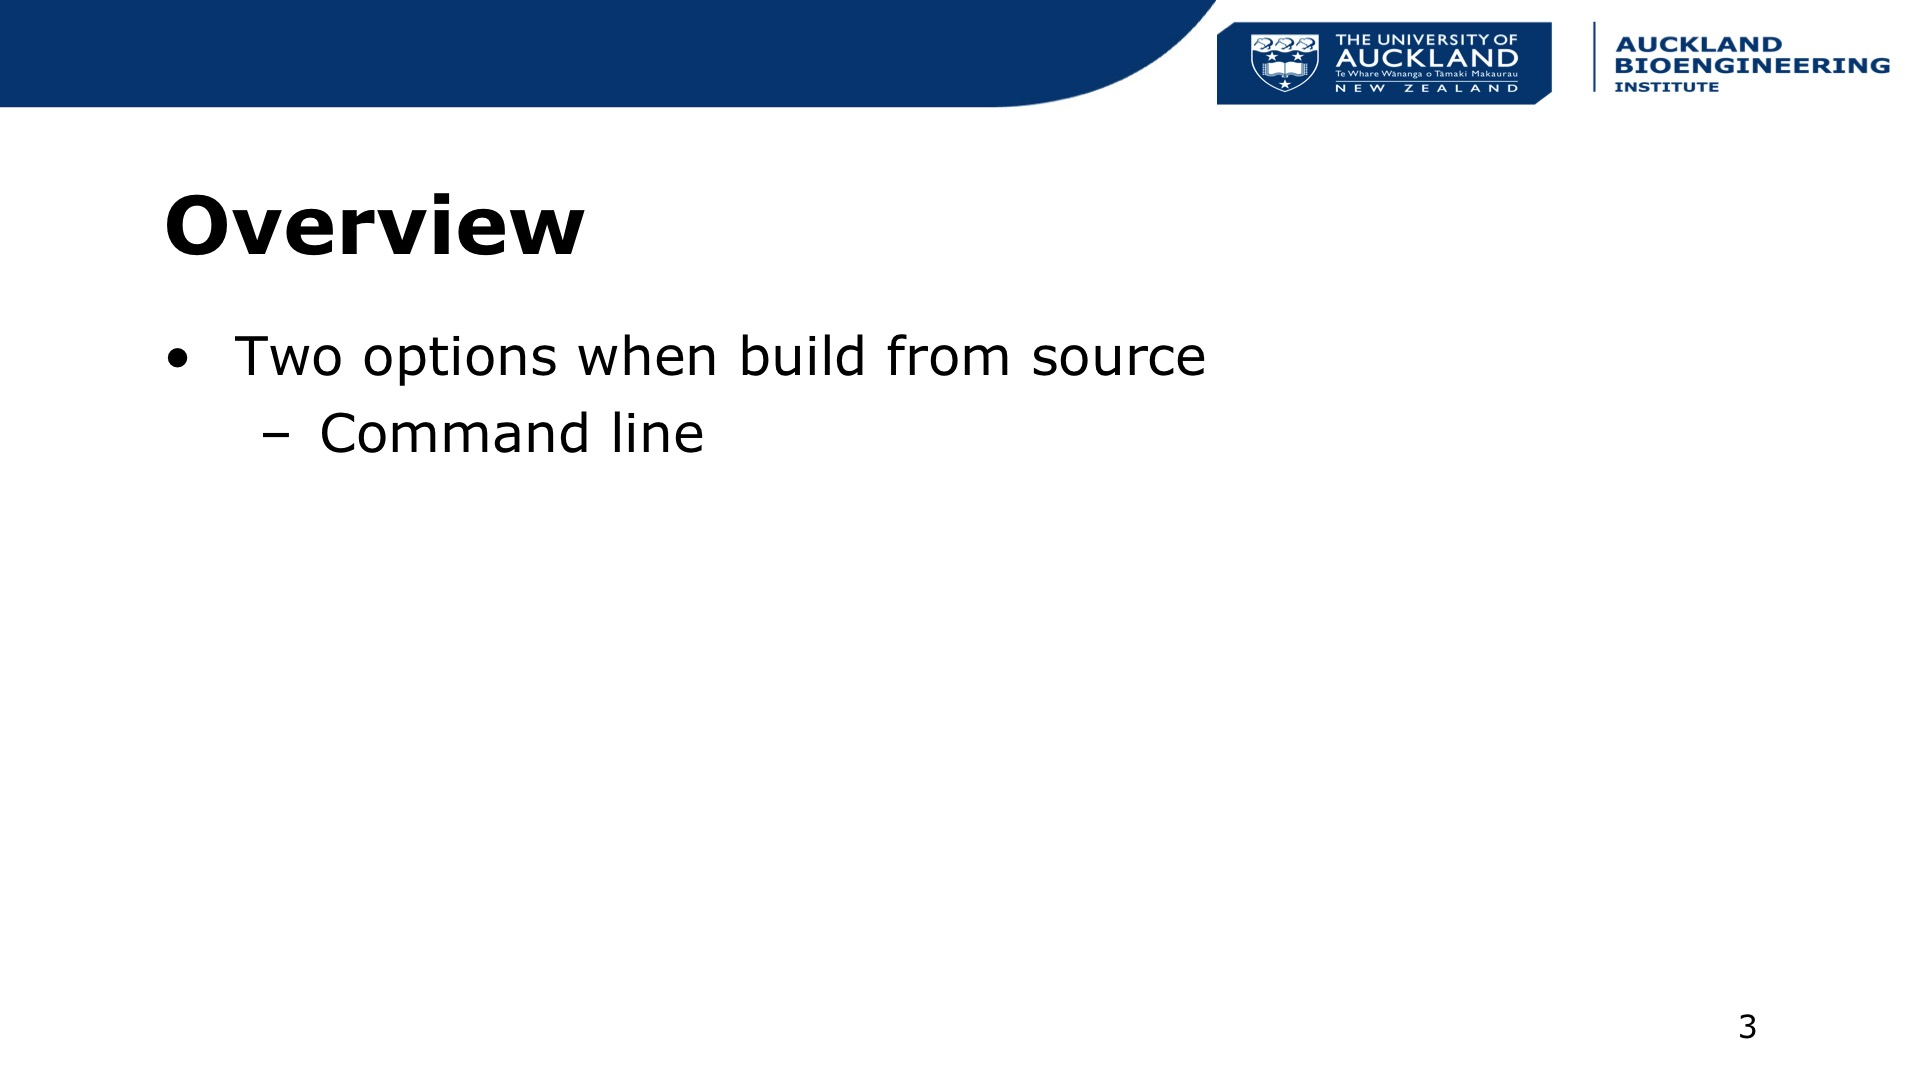 THE UNIVERSITY OF
AUCKLAND
Te Whare Wānanga o Tāmaki Makaurau
NEW ZEALAND
AUCKLAND
BIOENGINEERING
INSTITUTE
Overview
• Two options when build from source
– Command line
3